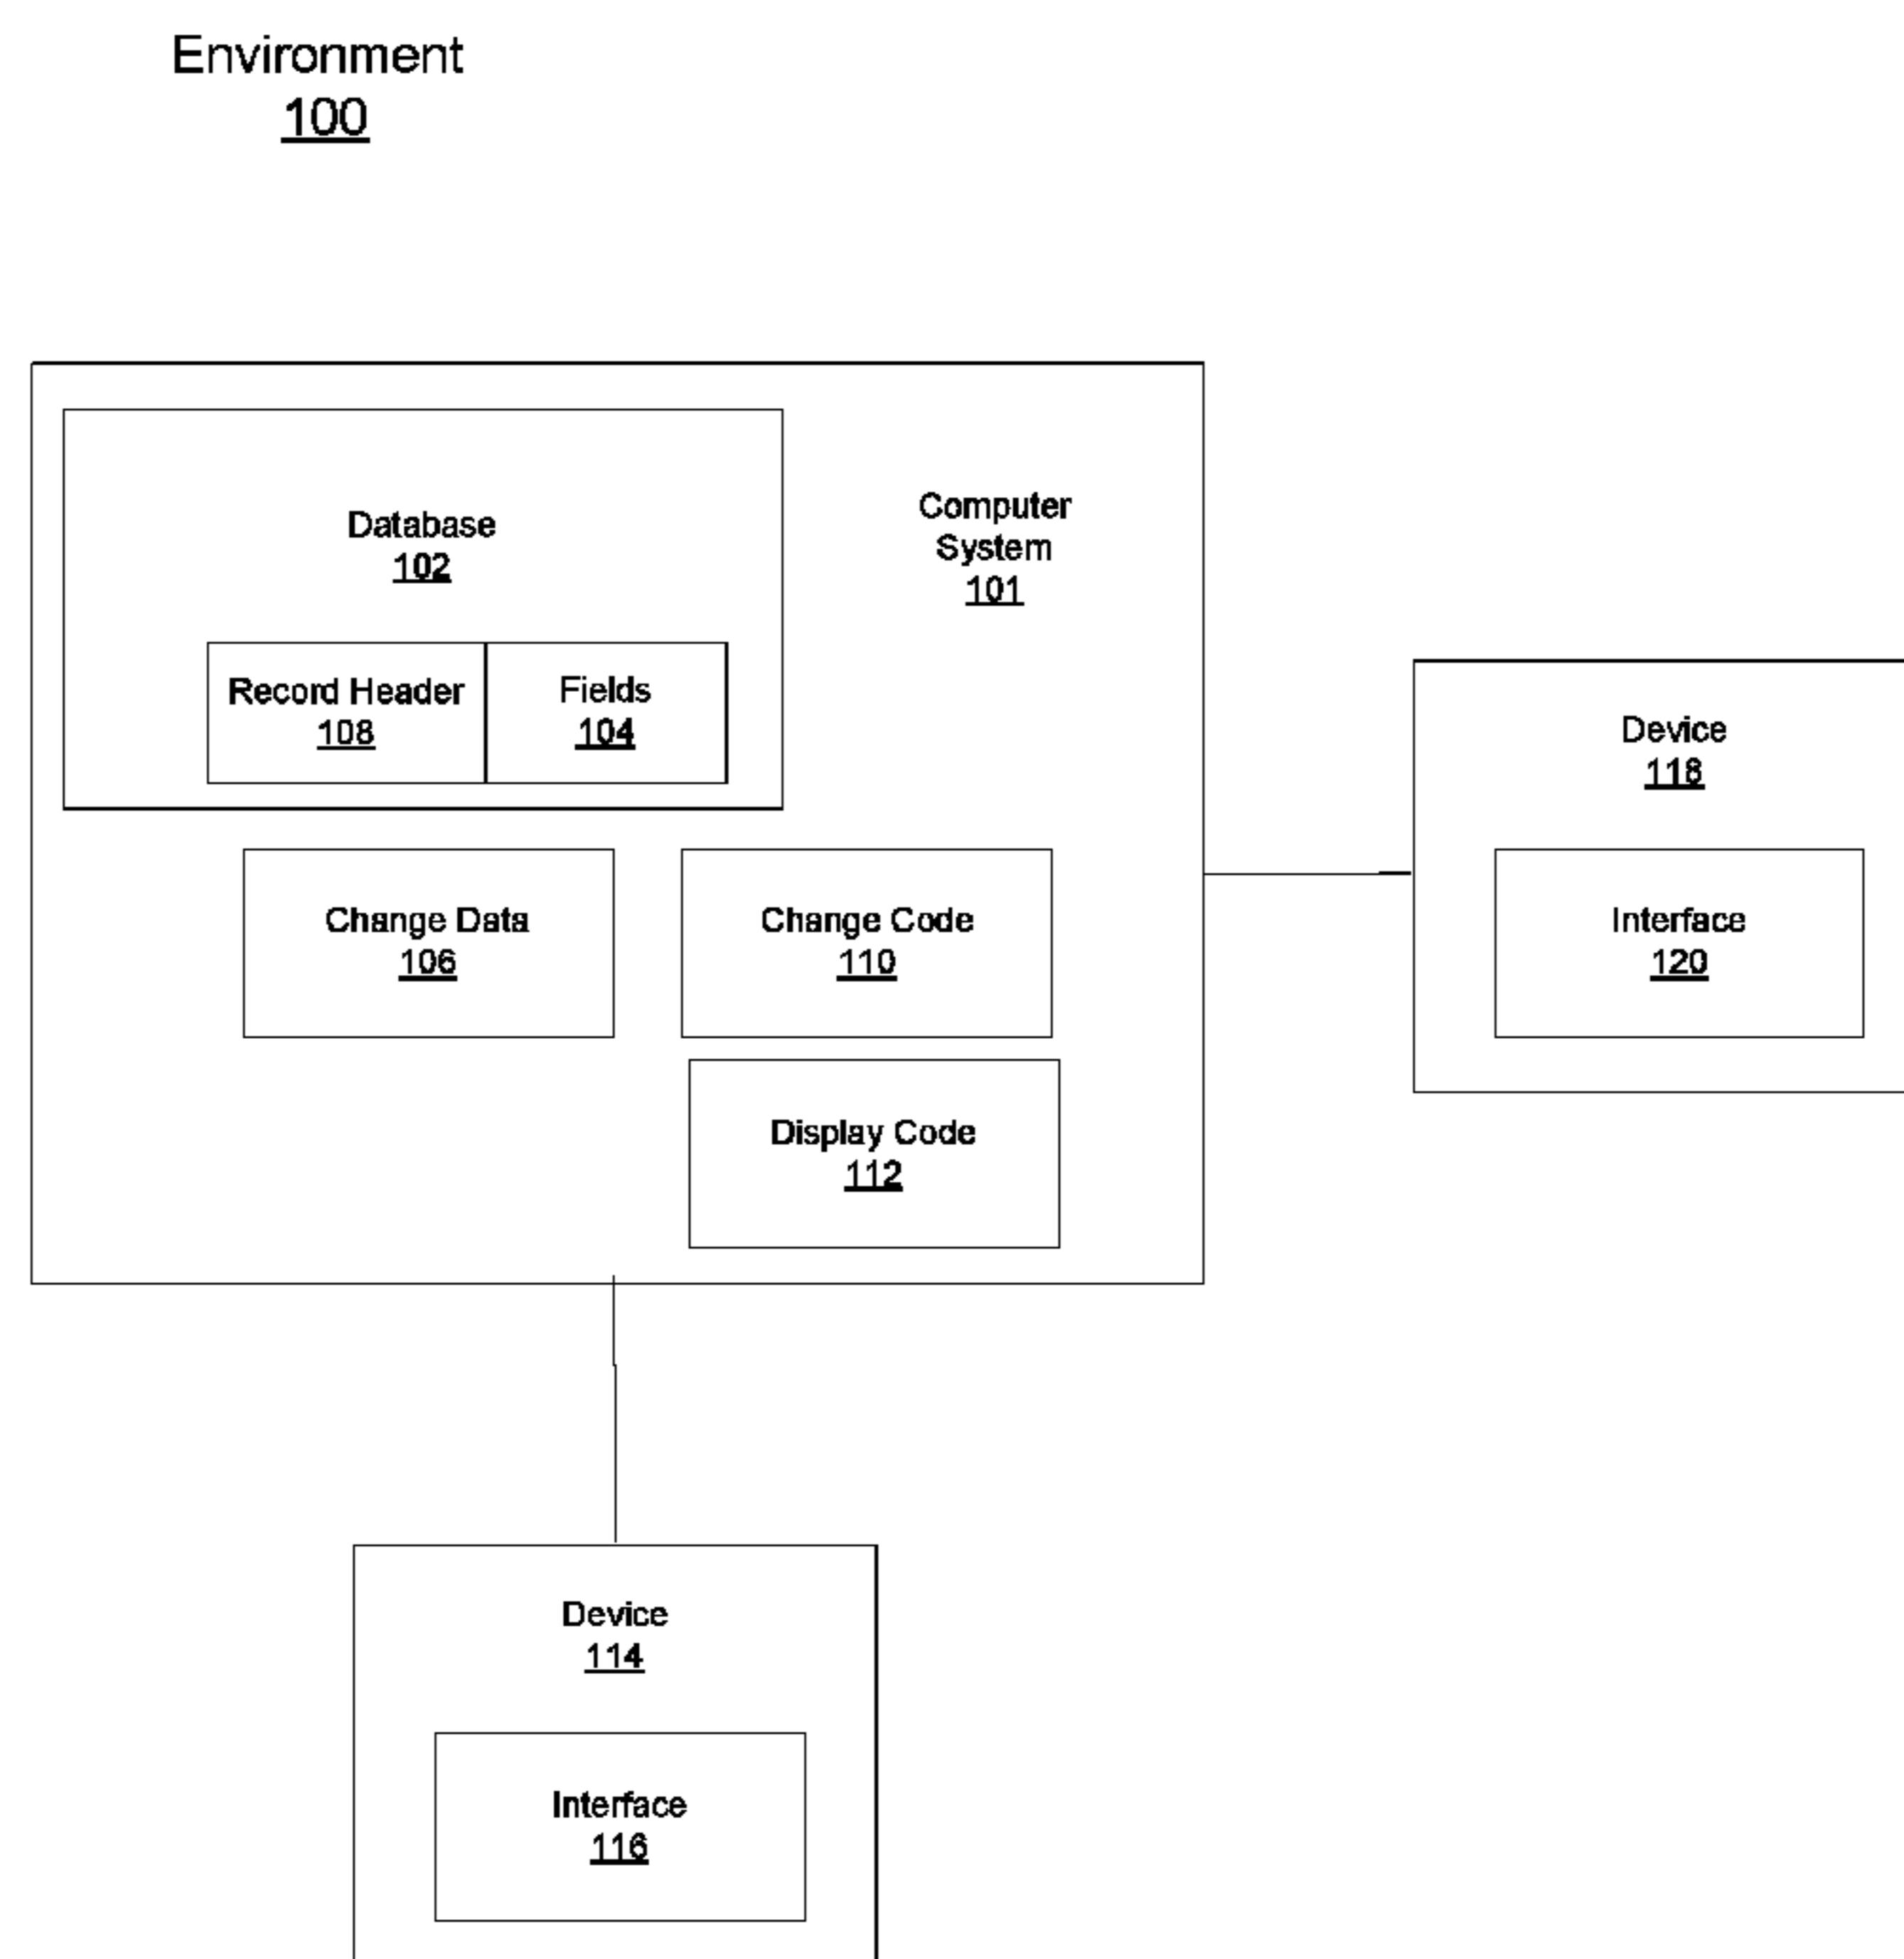 Environment
100
Database
102
Computer
System
101
Record Header
108
Fields
104
Device
118
Change Data
106
Change Code
110
Interface
120
Display Code
112
Device
114
Interface
116